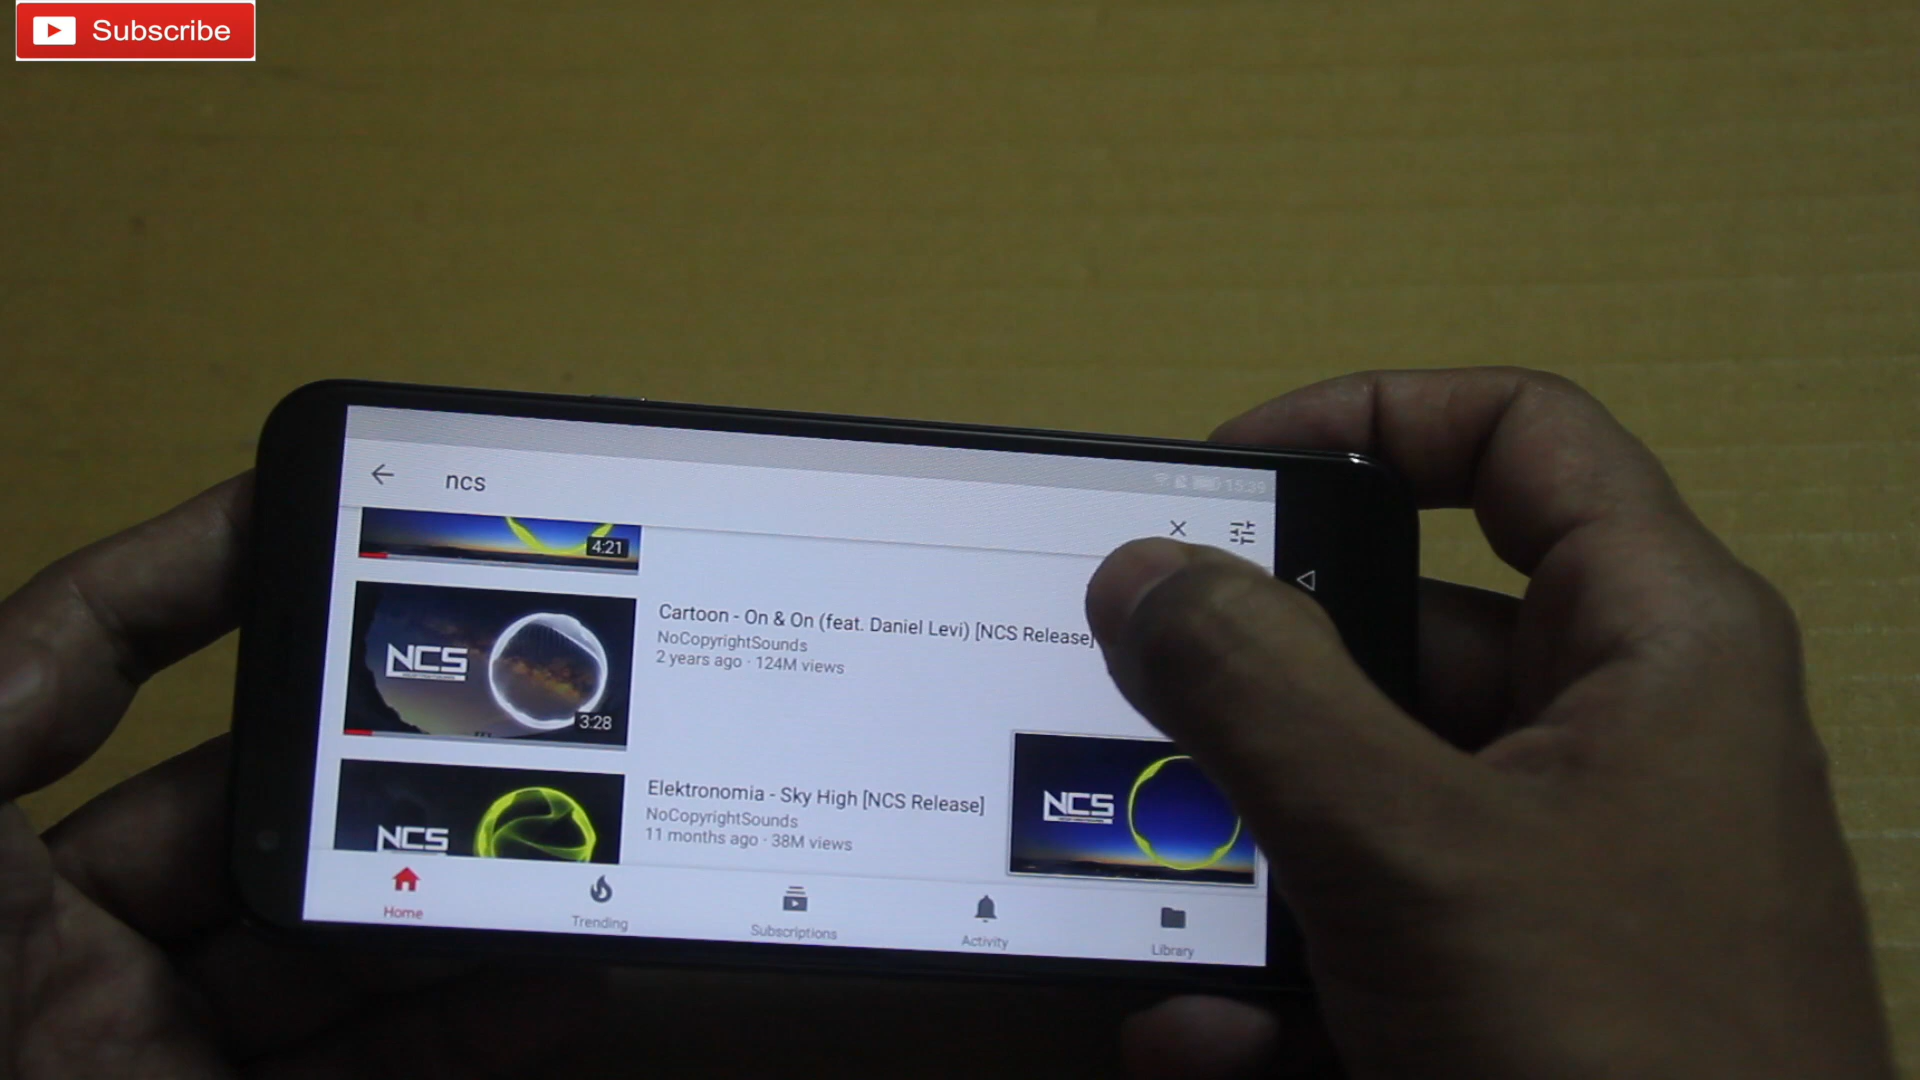 Subscribe
15:39
ncs
4:21
Cartoon - On & On (feat. Daniel Levi) [NCS Release]
NoCopyrightSounds
2 years ago · 124M views
NCS
3:28
Elektronomia - Sky High [NCS Release]
NoCopyrightSounds
11 months ago · 38M views
NCS
NCS
Home
Trending
Subscriptions
Activity
Library